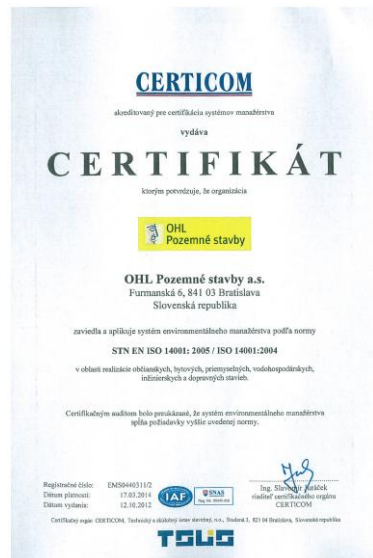 CERTICOM
akreditovaný pre certifikáciu systémov manažérstva
vydáva
CERTIFIKÁT
ktorým potvrdzuje, že organizácia
OHL
Pozemné stavby
OHL Pozemné stavby a.s.
Furmanská 6, 841 03 Bratislava
Slovenská republika
zaviedla a aplikuje systém environmentálneho manažérstva podľa normy
STN EN ISO 14001: 2005 / ISO 14001:2004
v oblasti realizácie občianskych, bytových, priemyselných, vodohospodárskych,
inžinierskych a dopravných stavieb.
Certifikačným auditom bolo preukázané, že systém environmentálneho manažérstva
spĺňa požiadavky vyššie uvedenej normy.
Registračné číslo: EMS0440311/2
Dátum platnosti: 17.03.2014
Dátum vydania: 12.10.2012
IAF
SNAS
Ing. Slavomír
riaditeľ certifikačného orgánu
CERTICOM
Certifikačný orgán CERTICOM, Technický a skúšobný ústav stavebný, n.o., Studená 3, 821 04 Bratislava, Slovenská republika
TSUS